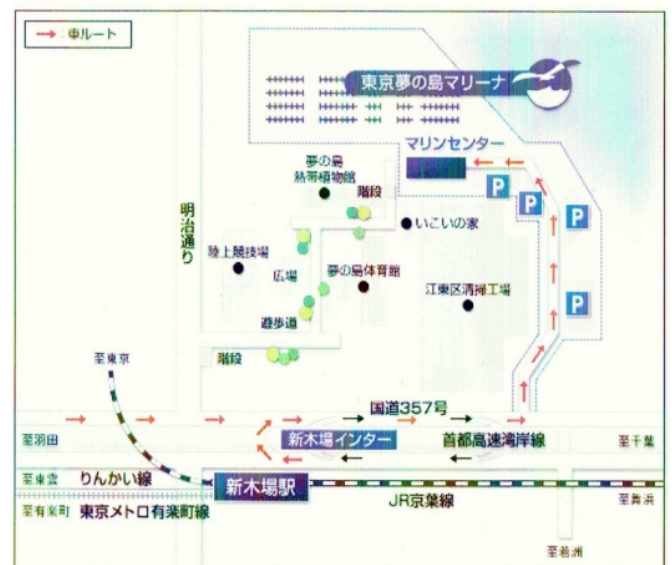 車ルート
東京夢の島マリーナ
マリンセンター
夢の島
熱帯植物館
階段
P
P
P
いこいの家
明治通り
陸上競技場
広場
夢の島体育館
江東区清掃工場
P
遊歩道
階段
至東京
国道357号
至羽田
新木場インター
首都高速湾岸線
至千葉
至東雲
りんかい線
新木場駅
JR京葉線
至舞浜
至有楽町
東京メトロ有楽町線
至若洲